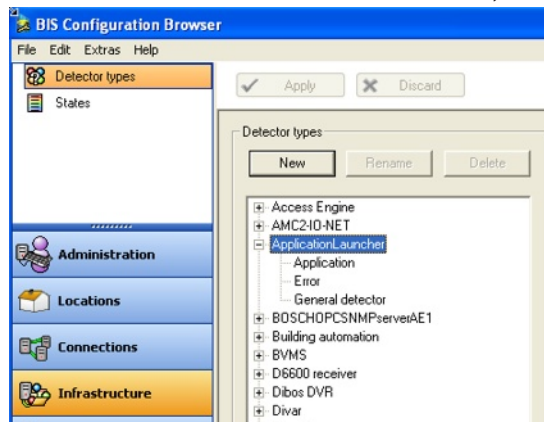 BIS Configuration Browser
File Edit Extras Help
Detector types
States
Apply Discard
Detector types
New Rename Delete
Access Engine
AMC2-IO-NET
ApplicationLauncher
Application
Error
General detector
BOSCHOPCSNMPserverAE1
Building automation
BVMS
D6600 receiver
Dibos DVR
Divar
Administration
Locations
Connections
Infrastructure